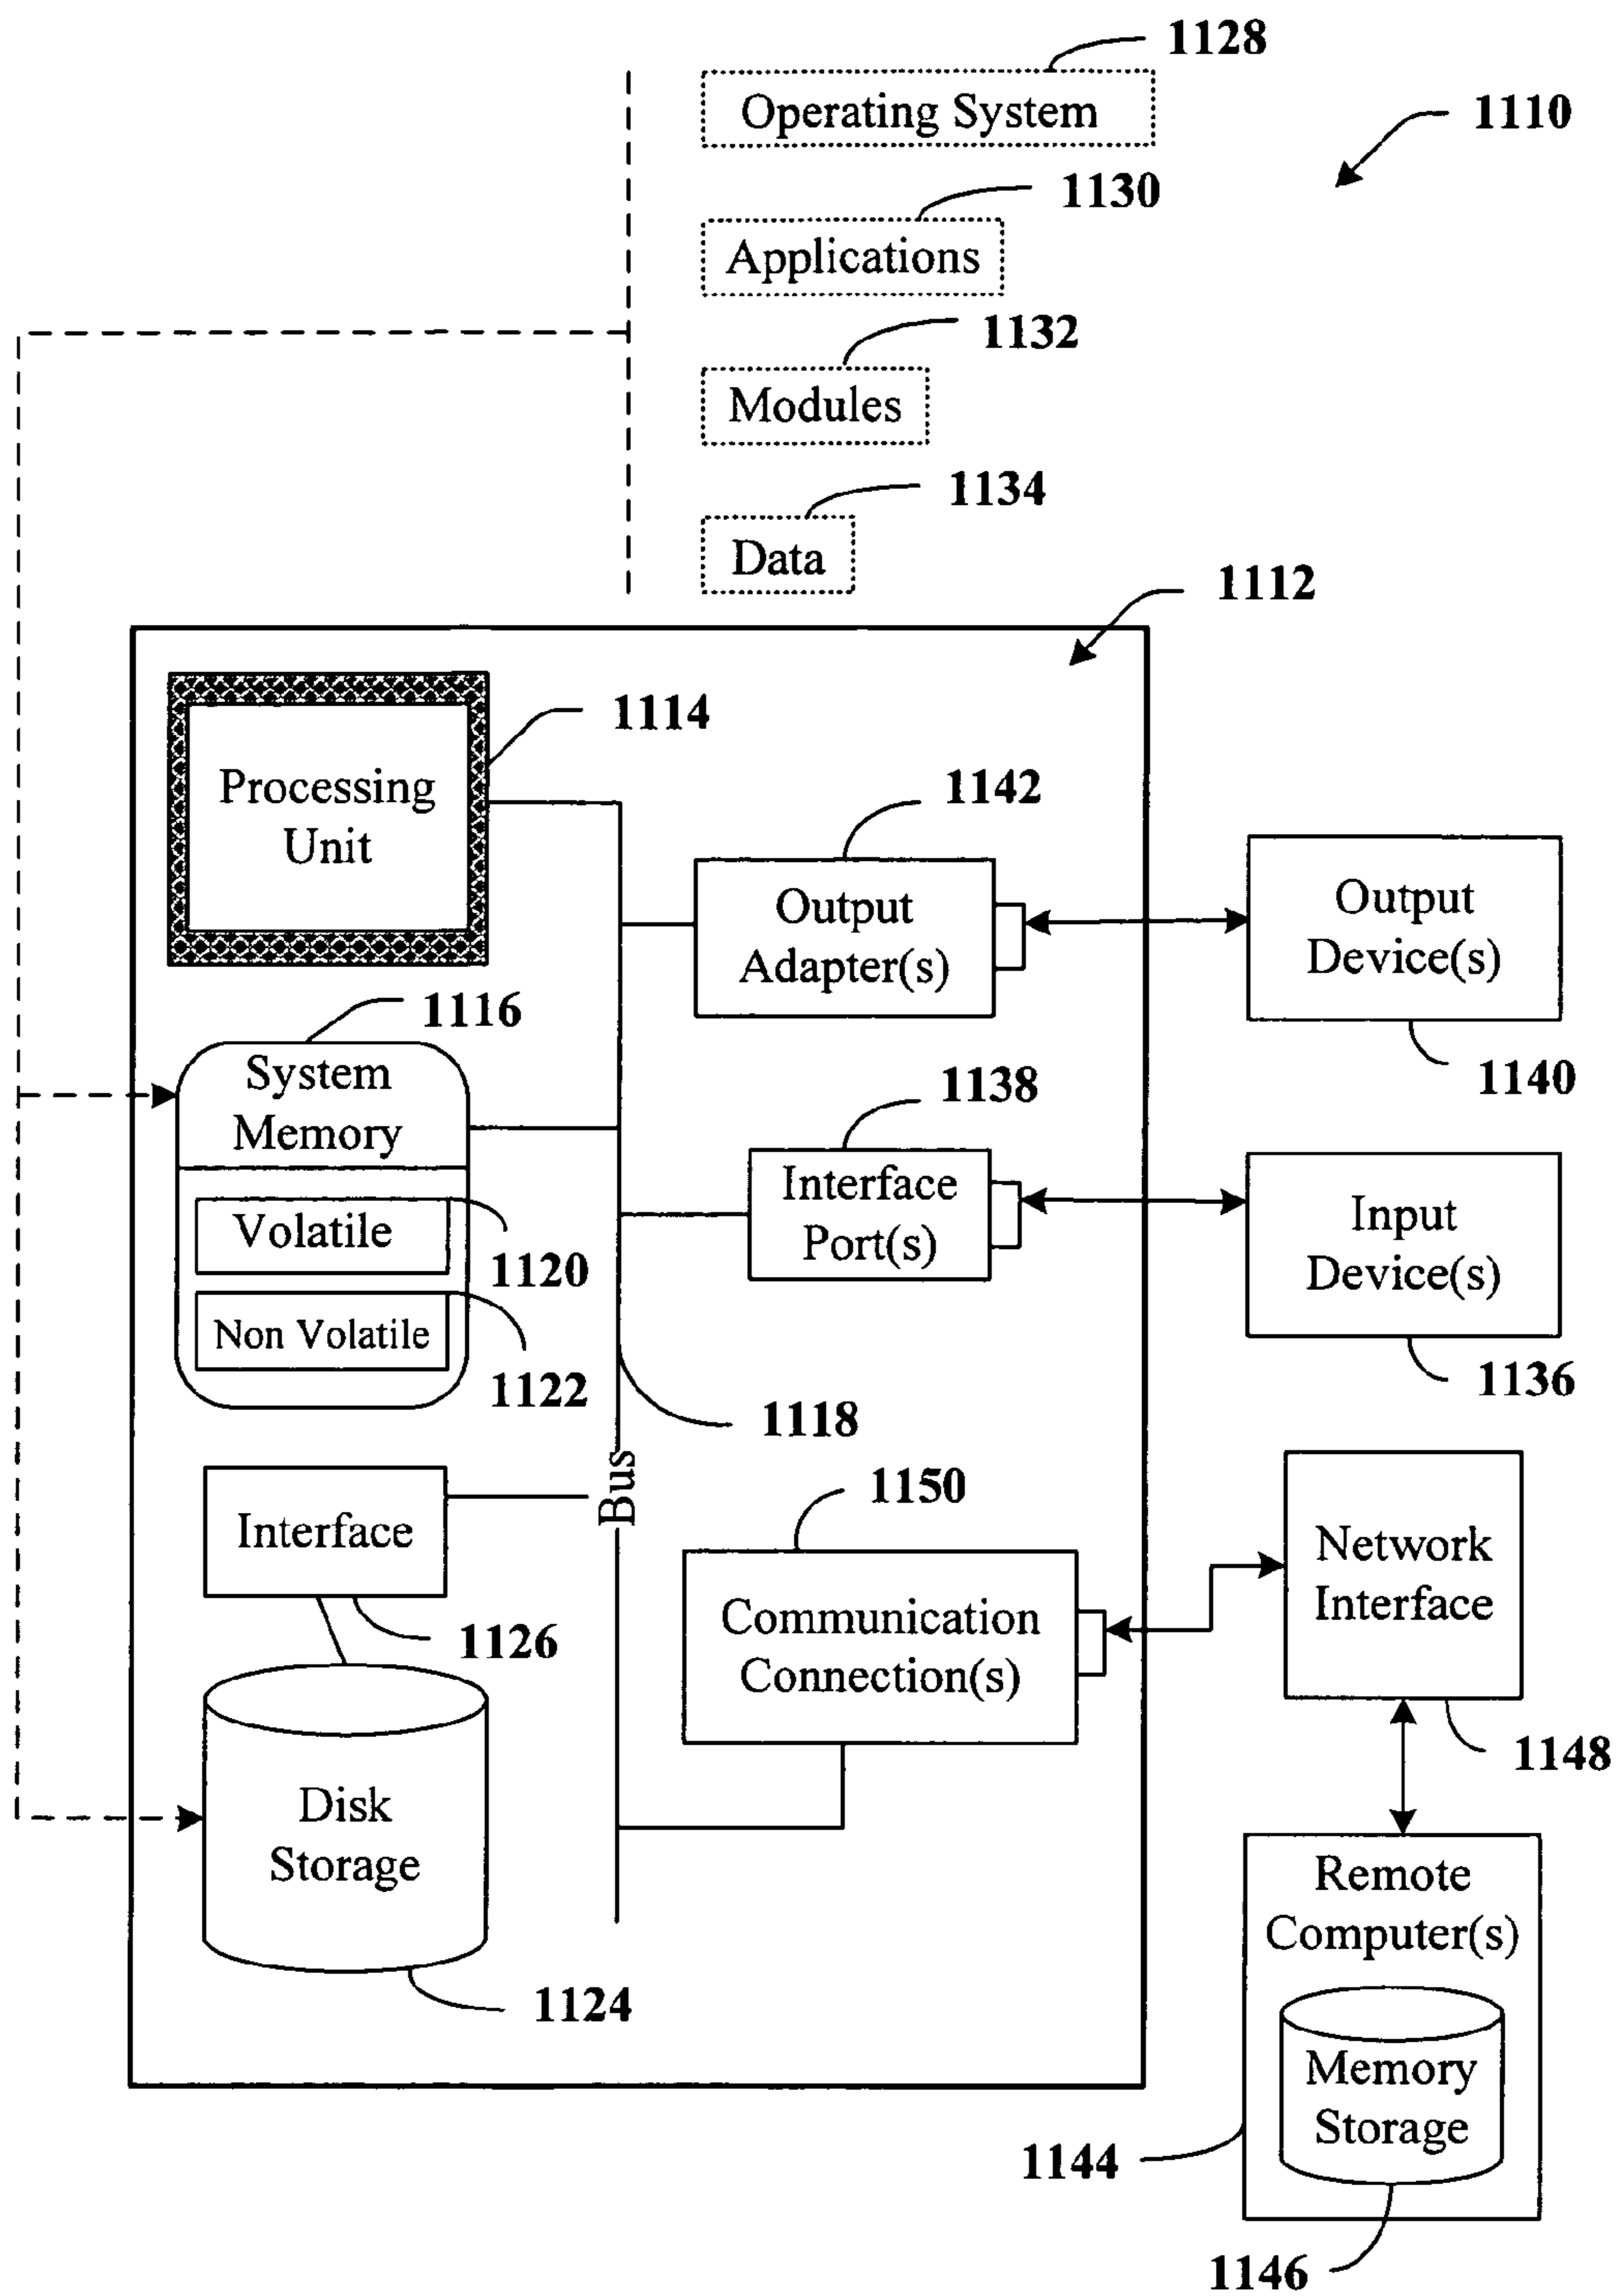 1128
Operating System
1110
1130
Applications
1132
Modules
1134
Data
1112
Processing
Unit
1114
1142
Output
Adapter(s)
Output
Device(s)
1140
1116
System
Memory
Volatile
1120
Non Volatile
1122
1138
Interface
Port(s)
Input
Device(s)
1136
1118
Bus
Interface
1126
1150
Communication
Connection(s)
Network
Interface
1148
Disk
Storage
1124
Remote
Computer(s)
Memory
Storage
1144
1146